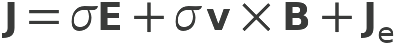 J = σE + σv × B + Jₑ